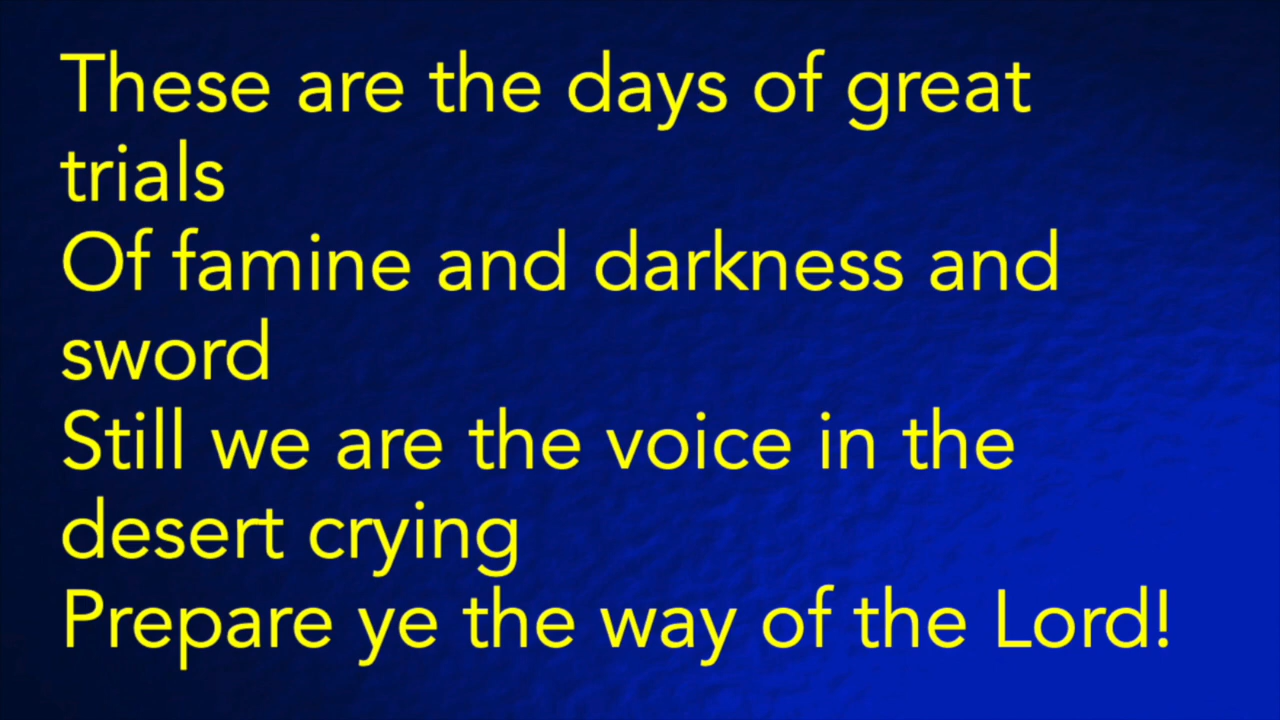 These are the days of great
trials
Of famine and darkness and
sword
Still we are the voice in the
desert crying
Prepare ye the way of the Lord!